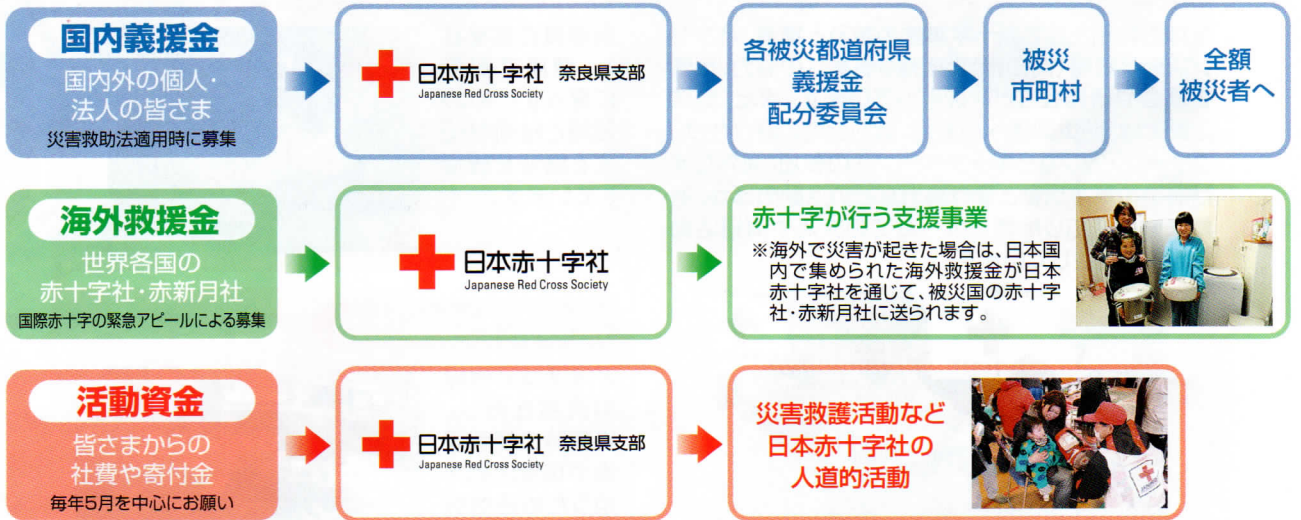 国内義援金
国内外の個人・
法人の皆さま
災害救助法適用時に募集
日本赤十字社 奈良県支部
Japanese Red Cross Society
各被災都道府県
義援金
配分委員会
被災
市町村
全額
被災者へ
海外救援金
世界各国の
赤十字社・赤新月社
国際赤十字の緊急アピールによる募集
日本赤十字社
Japanese Red Cross Society
赤十字が行う支援事業
※海外で災害が起きた場合は、日本国
内で集められた海外救援金が日本
赤十字社を通じて、被災国の赤十字
社・赤新月社に送られます。
活動資金
皆さまからの
社費や寄付金
毎年5月を中心にお願い
日本赤十字社 奈良県支部
Japanese Red Cross Society
災害救護活動など
日本赤十字社の
人道的活動